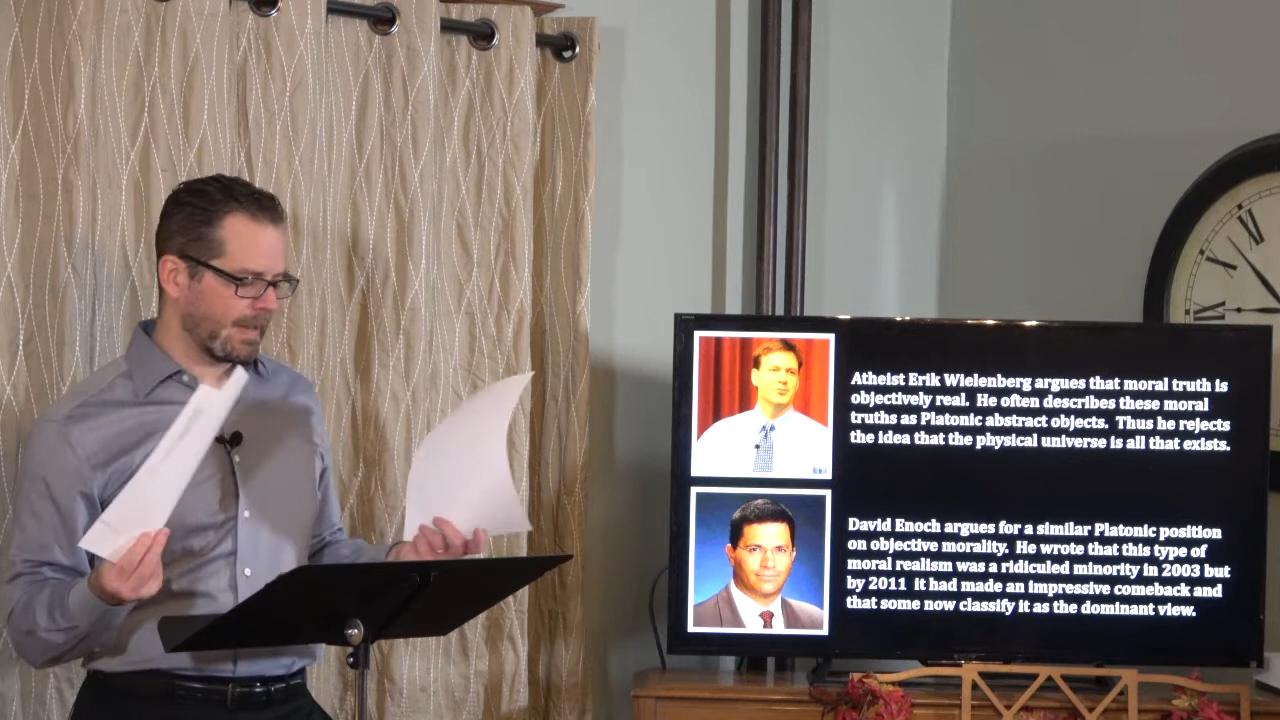 Atheist Erik Wielenberg argues that moral truth is
objectively real.  He often describes these moral
truths as Platonic abstract objects.  Thus he rejects
the idea that the physical universe is all that exists.
David Enoch argues for a similar Platonic position
on objective morality.  He wrote that this type of
moral realism was a ridiculed minority in 2003 but
by 2011  it had made an impressive comeback and
that some now classify it as the dominant view.
XI
X
IX